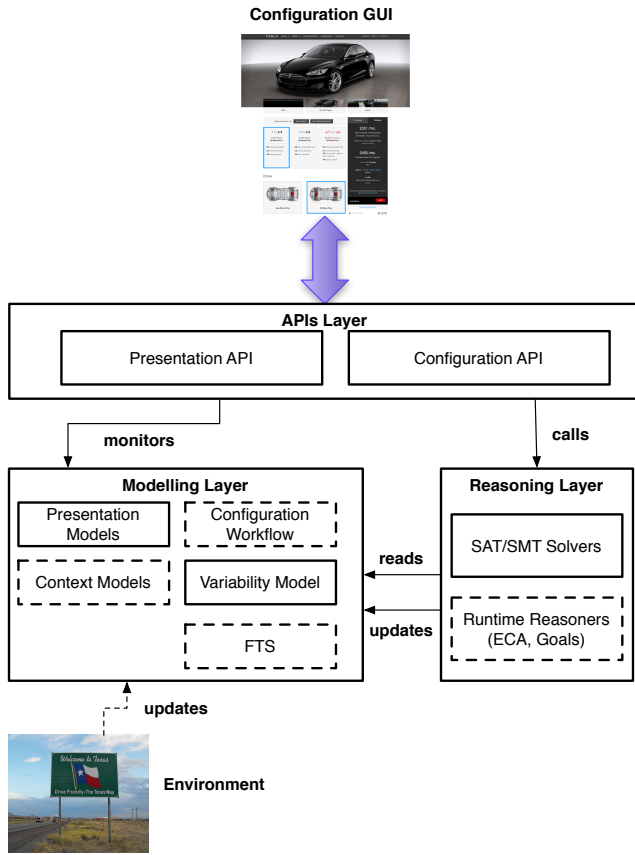 Configuration GUI
TESLA
APIs Layer
Presentation API
Configuration API
monitors
calls
Modelling Layer
Reasoning Layer
Presentation
Models
Configuration
Workflow
SAT/SMT Solvers
Context Models
Variability Model
reads
updates
Runtime Reasoners
(ECA, Goals)
FTS
updates
Environment
Welcome to Texas
Drive Friendly-The Texas Way